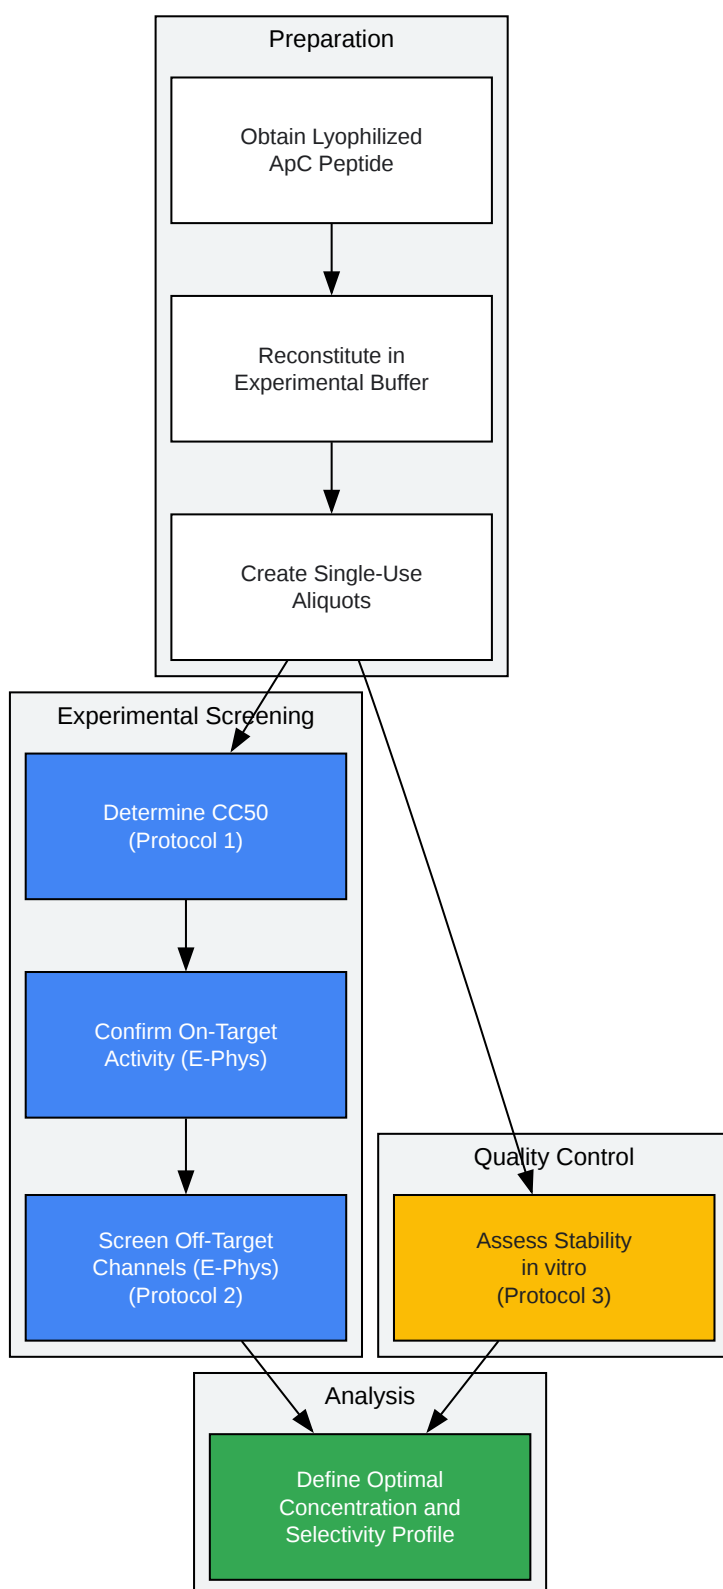 Preparation
Obtain Lyophilized
ApC Peptide
Reconstitute in
Experimental Buffer
Create Single-Use
Aliquots
Experimental Screening
Determine CC50
(Protocol 1)
Confirm On-Target
Activity (E-Phys)
Screen Off-Target
Channels (E-Phys)
(Protocol 2)
Quality Control
Assess Stability
in vitro
(Protocol 3)
Analysis
Define Optimal
Concentration and
Selectivity Profile